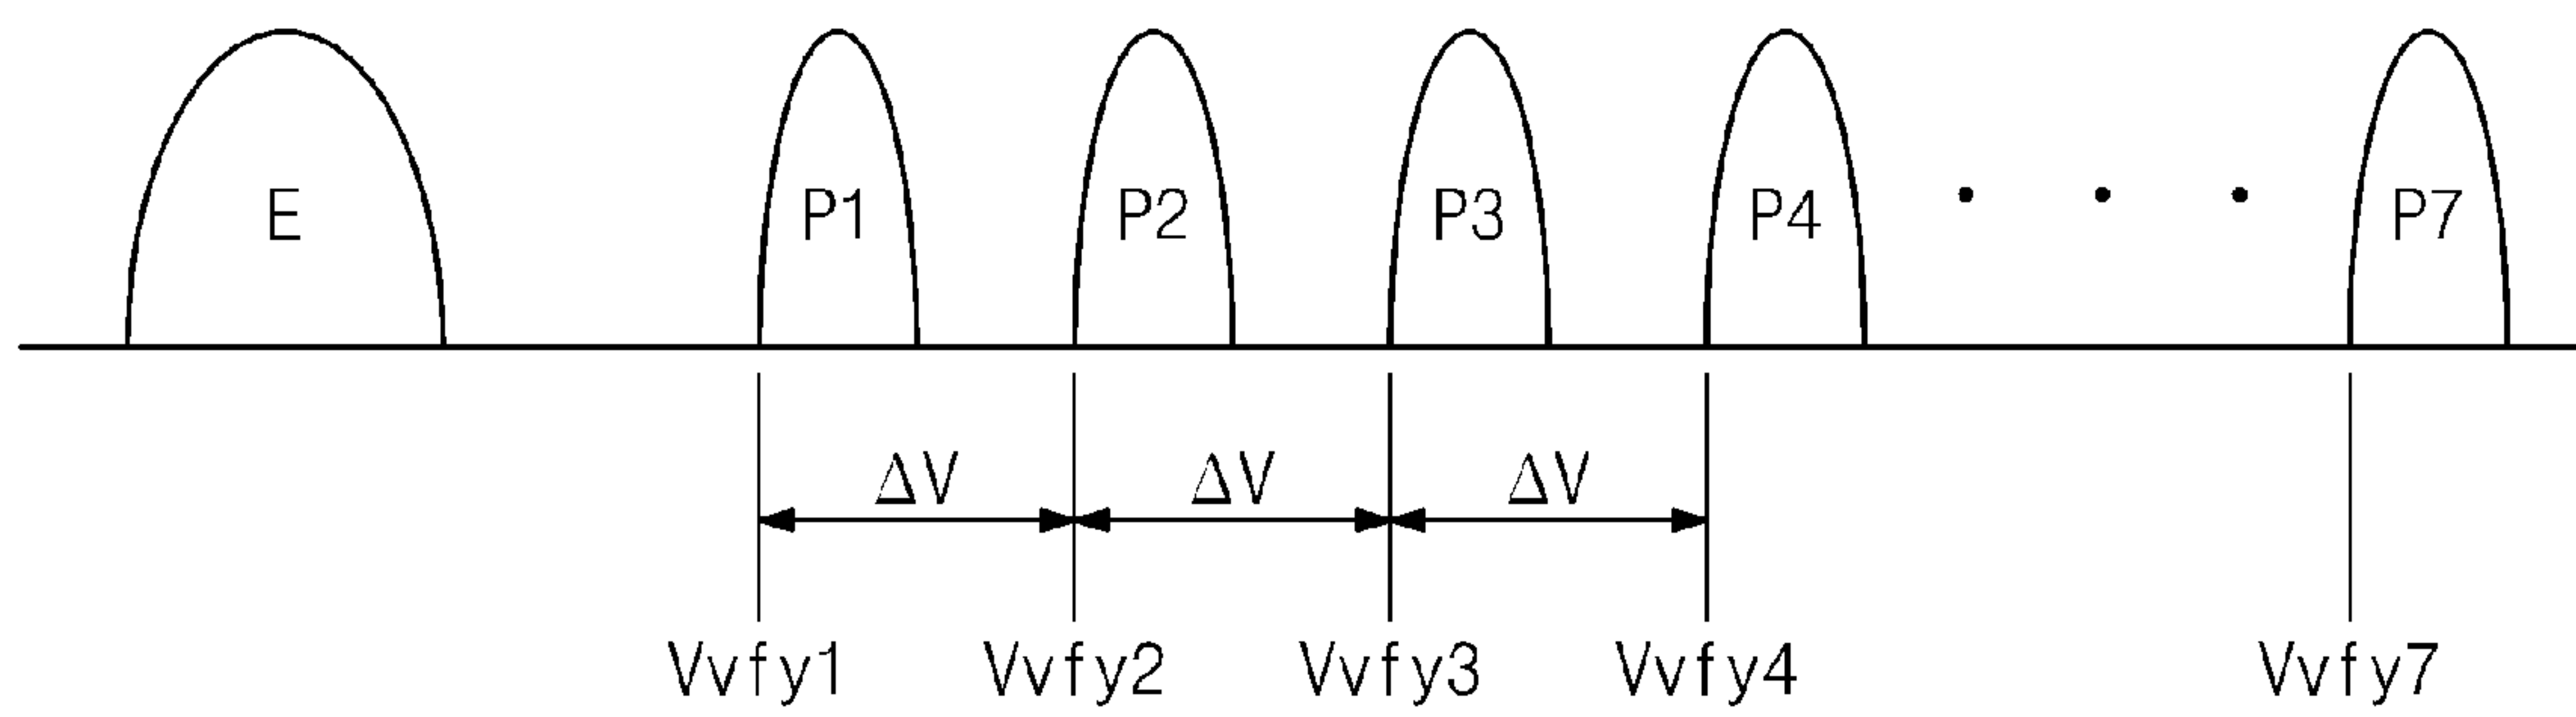 E P1 P2 P3 P4 . . . P7
ΔV ΔV ΔV
Vvfy1 Vvfy2 Vvfy3 Vvfy4 Vvfy7